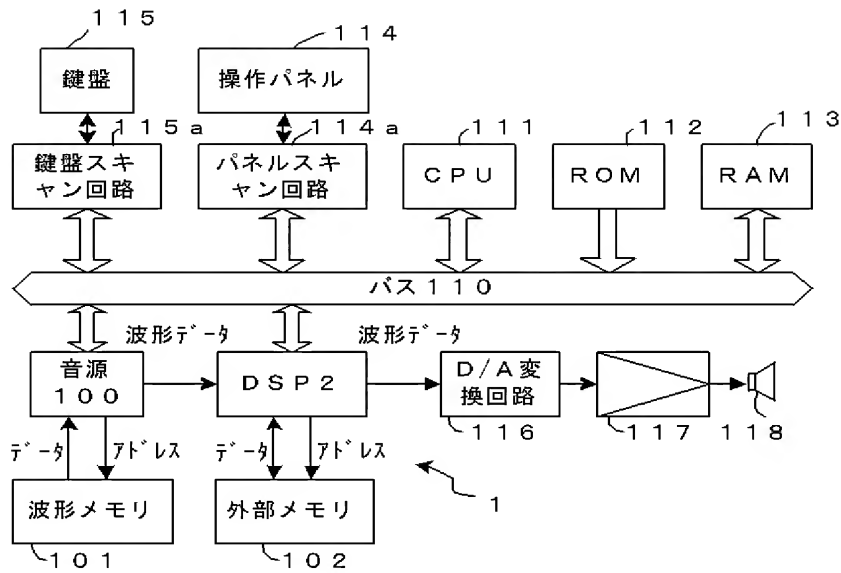 １１５
１１４
鍵盤
操作パネル
１１５ａ
１１４ａ
１１１
１１２
１１３
鍵盤スキ
ャン回路
パネルスキ
ャン回路
ＣＰＵ
ＲＯＭ
ＲＡＭ
バス１１０
波形ﾃﾞｰﾀ
波形ﾃﾞｰﾀ
音源
１００
ＤＳＰ２
Ｄ／Ａ変
換回路
１１６
１１７
１１８
ﾃﾞｰﾀ
ｱﾄﾞﾚｽ
ﾃﾞｰﾀ
ｱﾄﾞﾚｽ
１
波形メモリ
外部メモリ
１０１
１０２